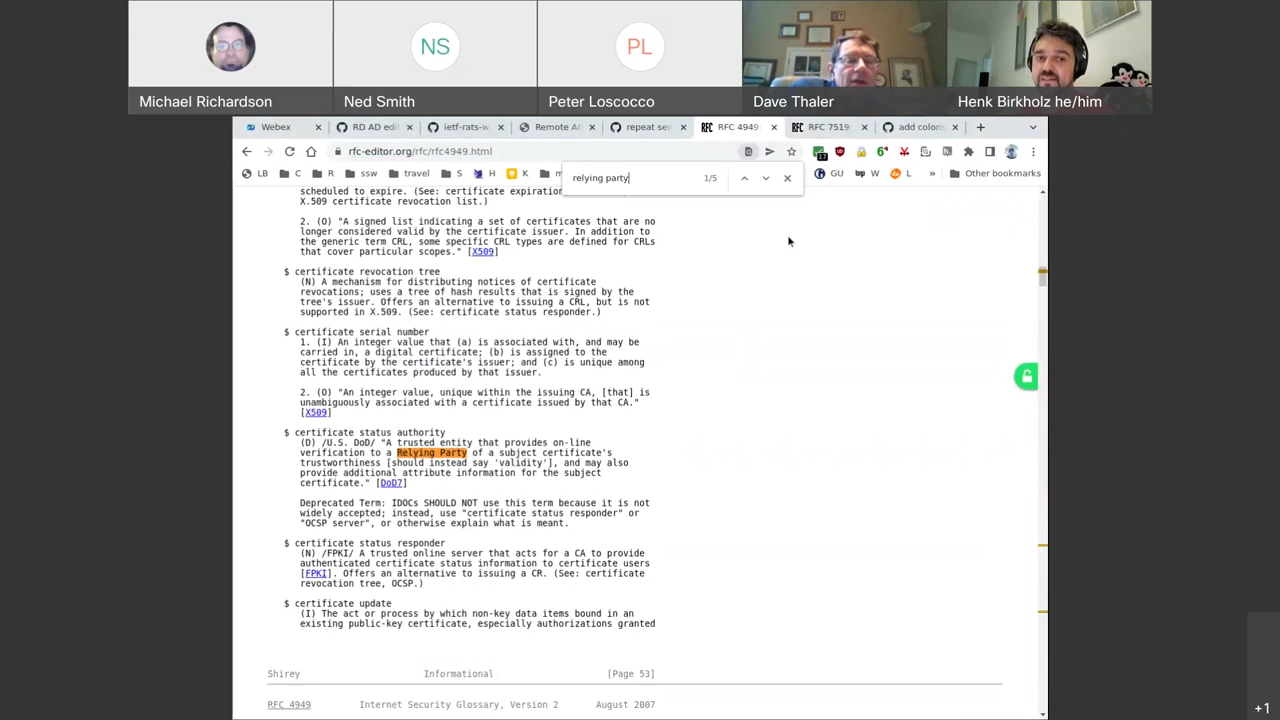 NS
PL
Michael Richardson
Ned Smith
Peter Loscocco
Dave Thaler
Henk Birkholz he/him
Webex
RD AD edit
ietf-rats-w
Remote At
repeat sen
RFC 4949
RFC 7519
add colons
rfc-editor.org/rfc/rfc4949.html
17
6
LB
R
ssw
travel
S
H
K
m
relying party
1/5
GU
W
L
»
Other bookmarks
scheduled to expire. (See: certificate expiration,
X.509 certificate revocation list.)
2. (O) "A signed list indicating a set of certificates that are no
longer considered valid by the certificate issuer. In addition to
the generic term CRL, some specific CRL types are defined for CRLs
that cover particular scopes." [X509]
$ certificate revocation tree
(N) A mechanism for distributing notices of certificate
revocations; uses a tree of hash results that is signed by the
tree's issuer. Offers an alternative to issuing a CRL, but is not
supported in X.509. (See: certificate status responder.)
$ certificate serial number
1. (I) An integer value that (a) is associated with, and may be
carried in, a digital certificate; (b) is assigned to the
certificate by the certificate's issuer; and (c) is unique among
all the certificates produced by that issuer.
2. (O) "An integer value, unique within the issuing CA, [that] is
unambiguously associated with a certificate issued by that CA."
[X509]
$ certificate status authority
(D) /U.S. DoD/ "A trusted entity that provides on-line
verification to a Relying Party of a subject certificate's
trustworthiness [should instead say 'validity'], and may also
provide additional attribute information for the subject
certificate." [DoD7]
Deprecated Term: IDOCs SHOULD NOT use this term because it is not
widely accepted; instead, use "certificate status responder" or
"OCSP server", or otherwise explain what is meant.
$ certificate status responder
(N) /FPKI/ A trusted online server that acts for a CA to provide
authenticated certificate status information to certificate users
[FPKI]. Offers an alternative to issuing a CR. (See: certificate
revocation tree, OCSP.)
$ certificate update
(I) The act or process by which non-key data items bound in an
existing public-key certificate, especially authorizations granted
Shirey Informational [Page 53]
RFC 4949 Internet Security Glossary, Version 2 August 2007
+1